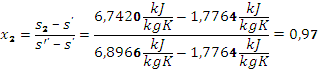 x₂ = (s₂ − s′) / (s″ − s′) = (6,7420 kJ/kgK − 1,7764 kJ/kgK) / (6,8966 kJ/kgK − 1,7764 kJ/kgK) = 0,97